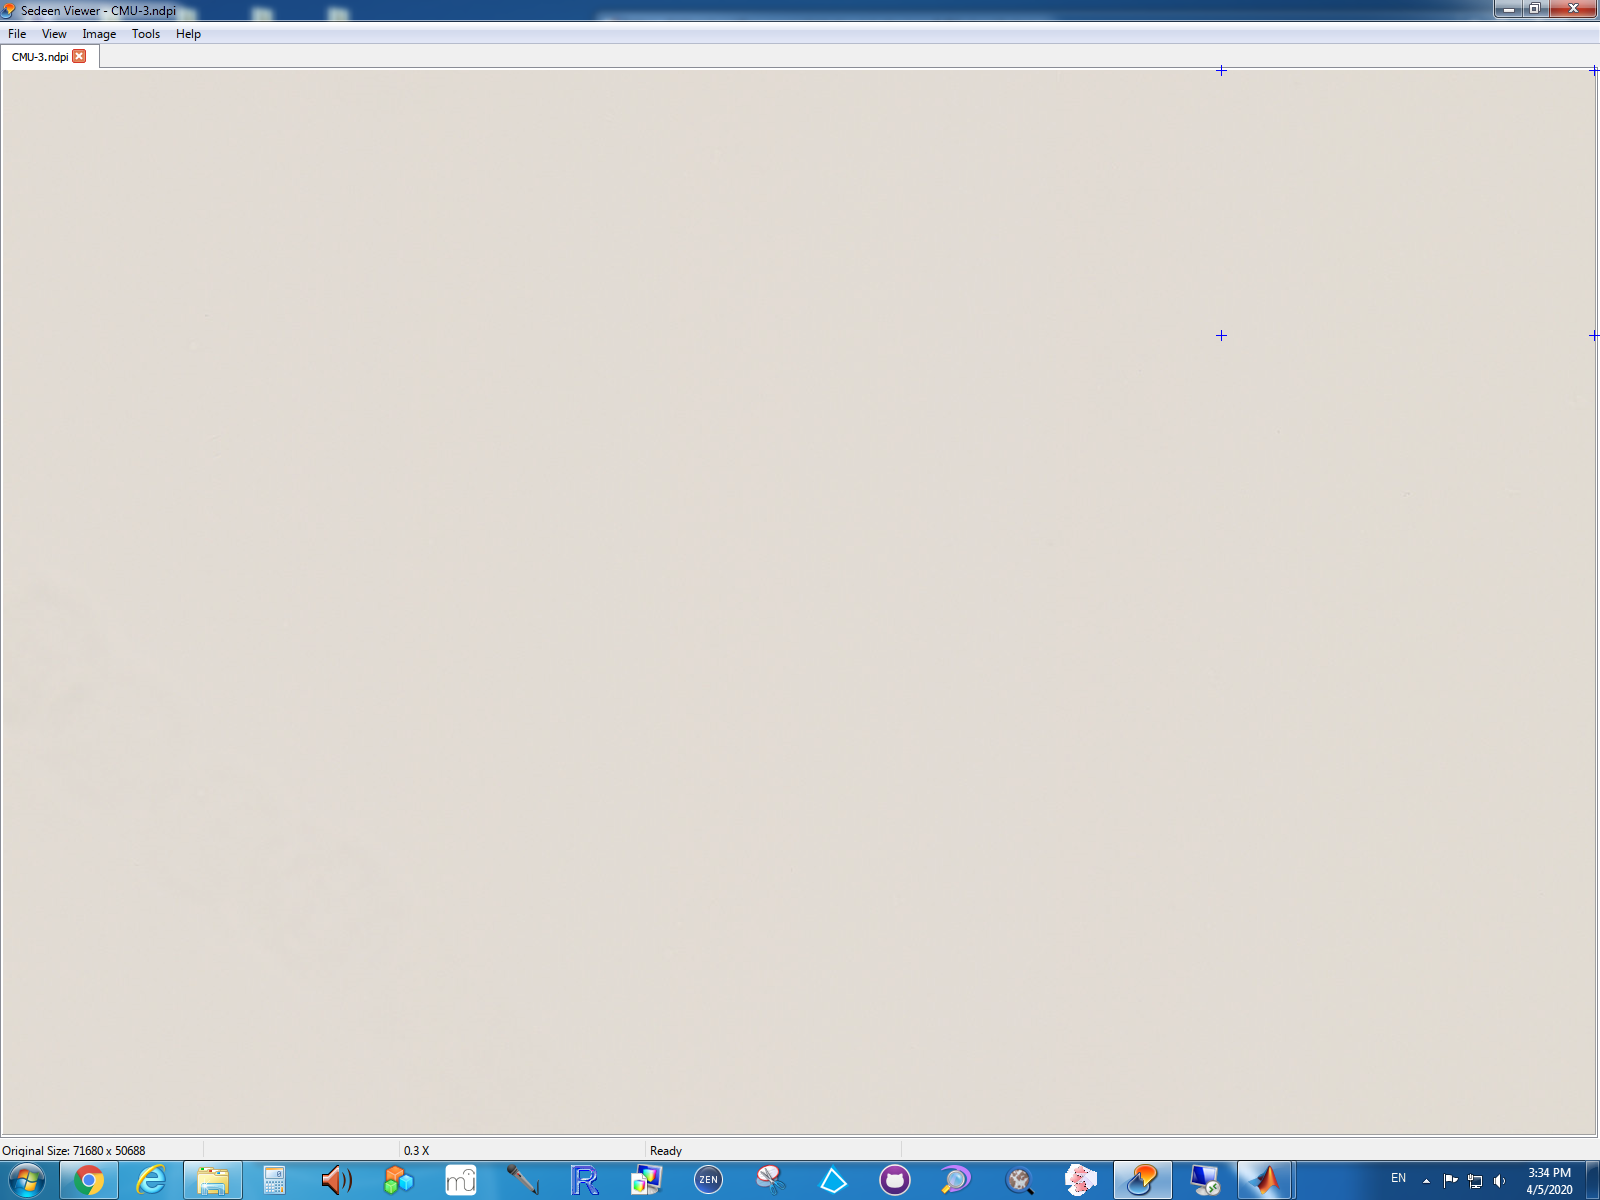 Sedeen Viewer - CMU-3.ndpi
File View Image Tools Help
CMU-3.ndpi
Original Size: 71680 x 50688 0.3 X Ready
mi R ZEN EN 3:34 PM
4/5/2020